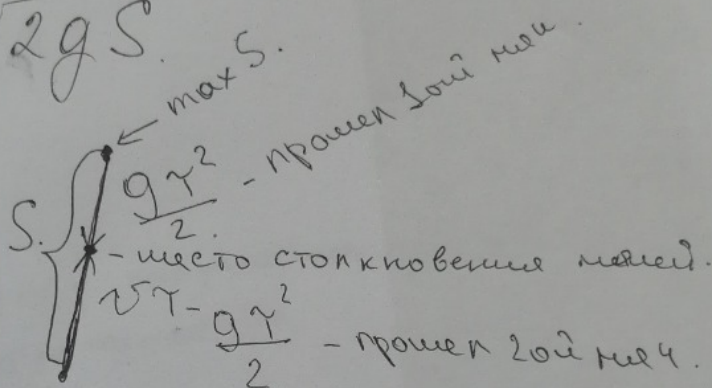 √2gS.
max S.
gτ²/2. - прошел 1ой мяч.
S.
- место столкновения мячей.
vτ - gτ²/2 - прошел 2ой мяч.